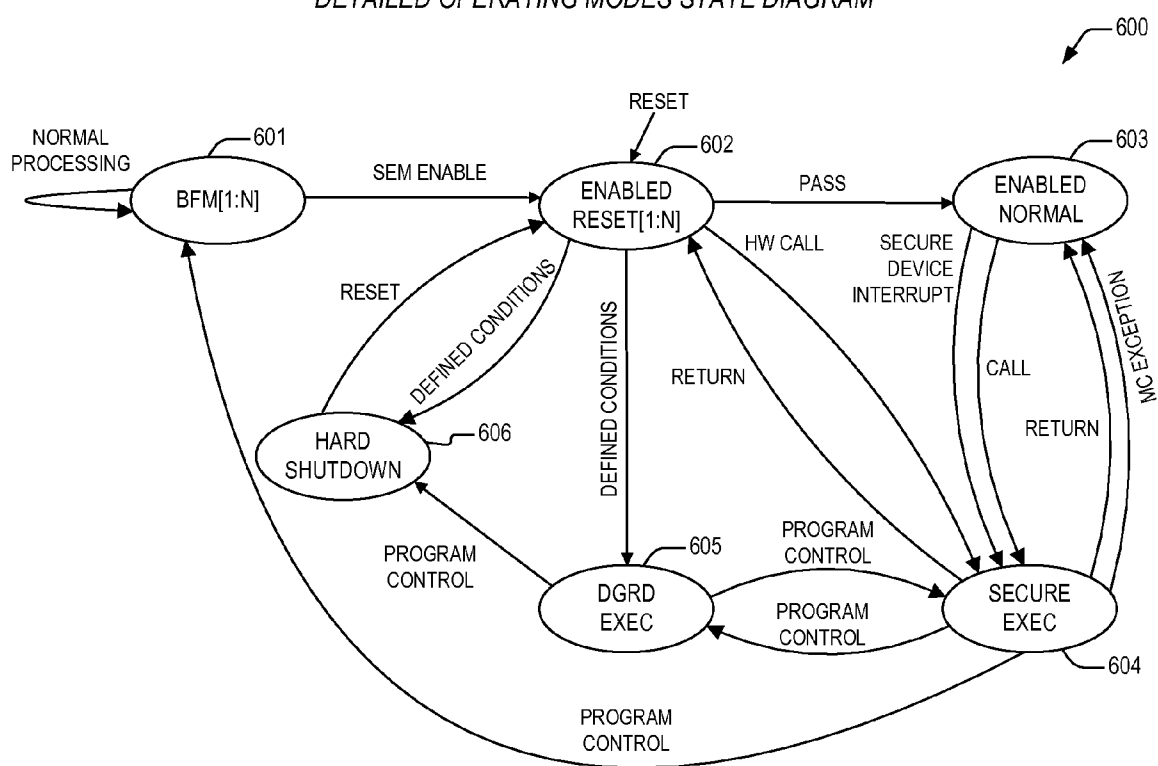 DETAILED OPERATING MODES STATE DIAGRAM
600
RESET
NORMAL
PROCESSING
601
602
603
SEM ENABLE
PASS
BFM[1:N]
ENABLED
RESET[1:N]
ENABLED
NORMAL
HW CALL
SECURE
DEVICE
INTERRUPT
RESET
DEFINED CONDITIONS
DEFINED CONDITIONS
RETURN
CALL
MC EXCEPTION
RETURN
HARD
SHUTDOWN
606
PROGRAM
CONTROL
605
PROGRAM
CONTROL
DGRD
EXEC
PROGRAM
CONTROL
SECURE
EXEC
604
PROGRAM
CONTROL